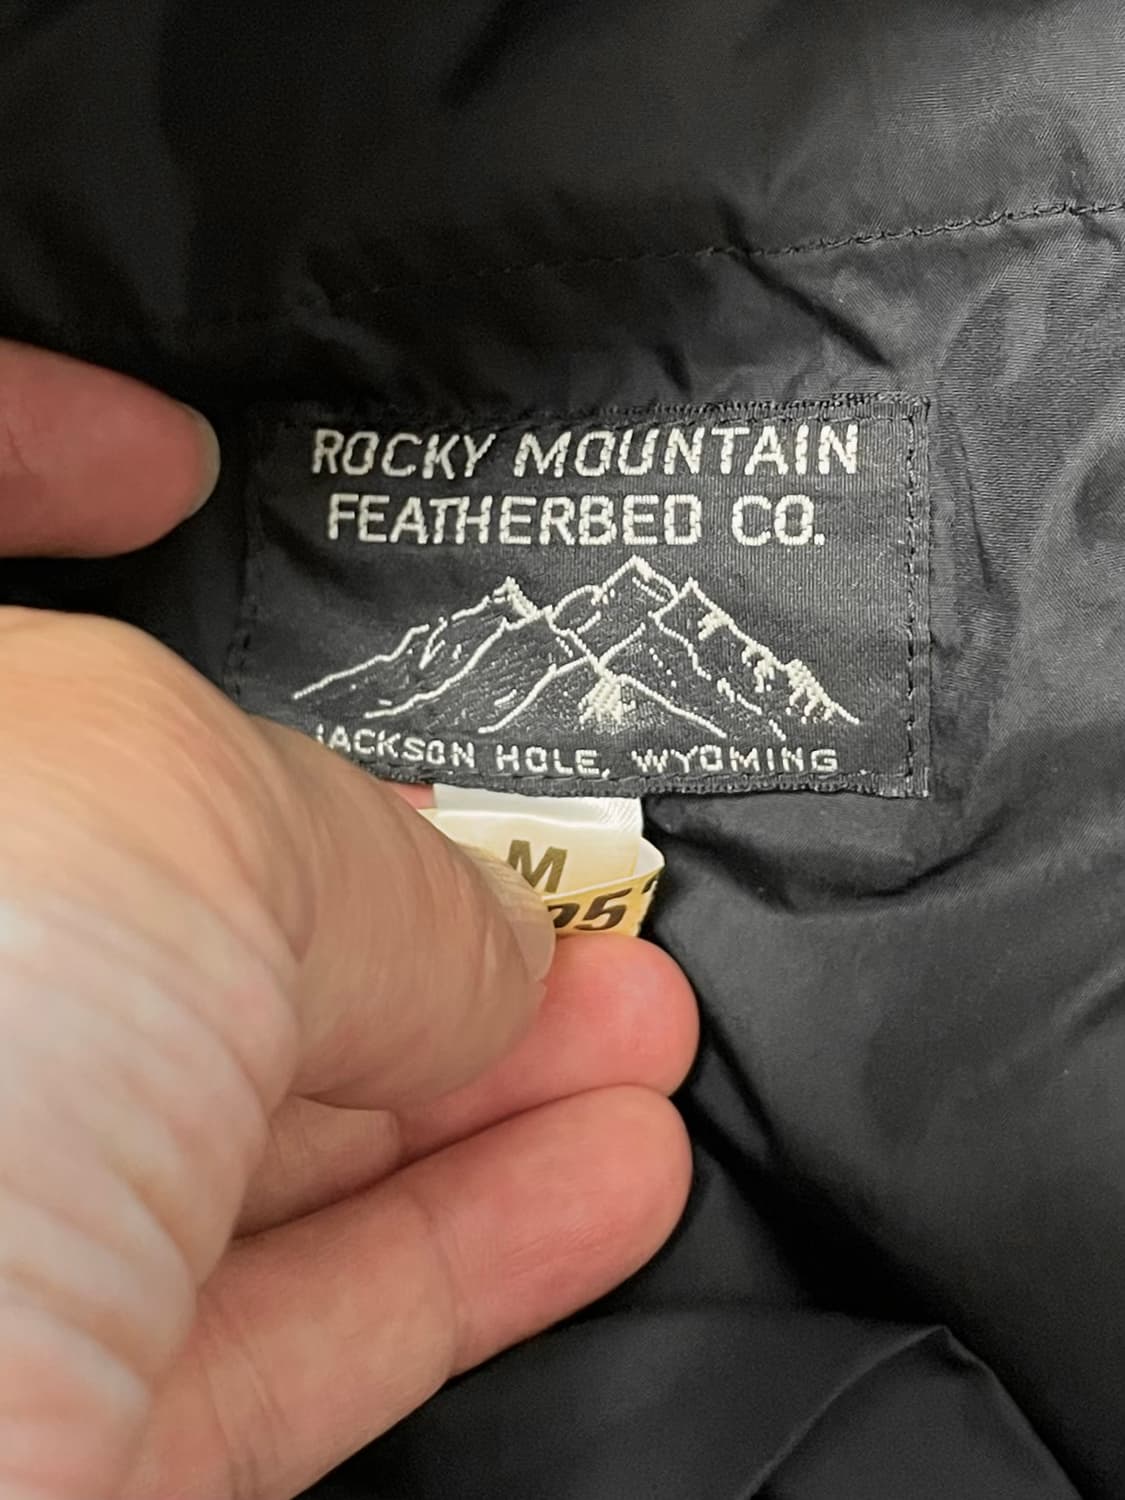 ROCKY MOUNTAIN
FEATHERBED CO.
JACKSON HOLE, WYOMING
M